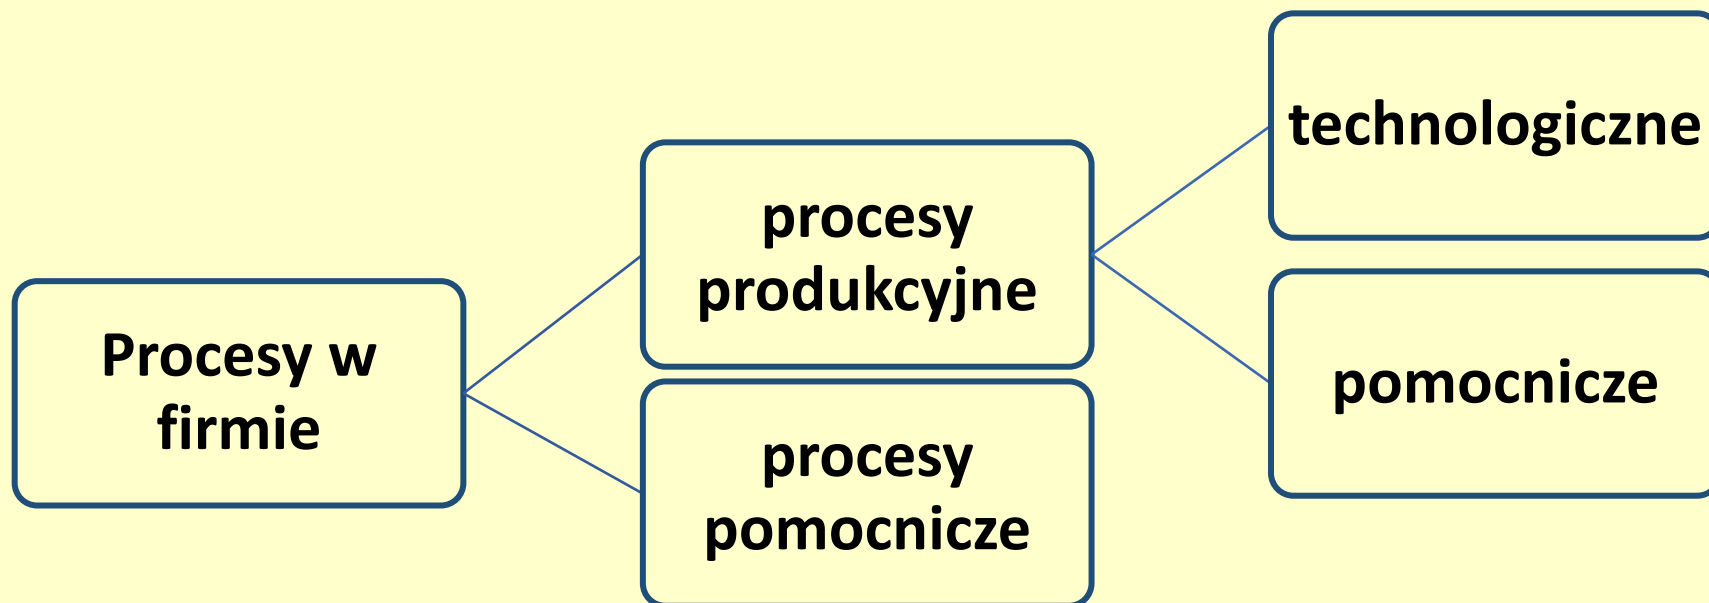 Procesy w
firmie
procesy
produkcyjne
procesy
pomocnicze
technologiczne
pomocnicze